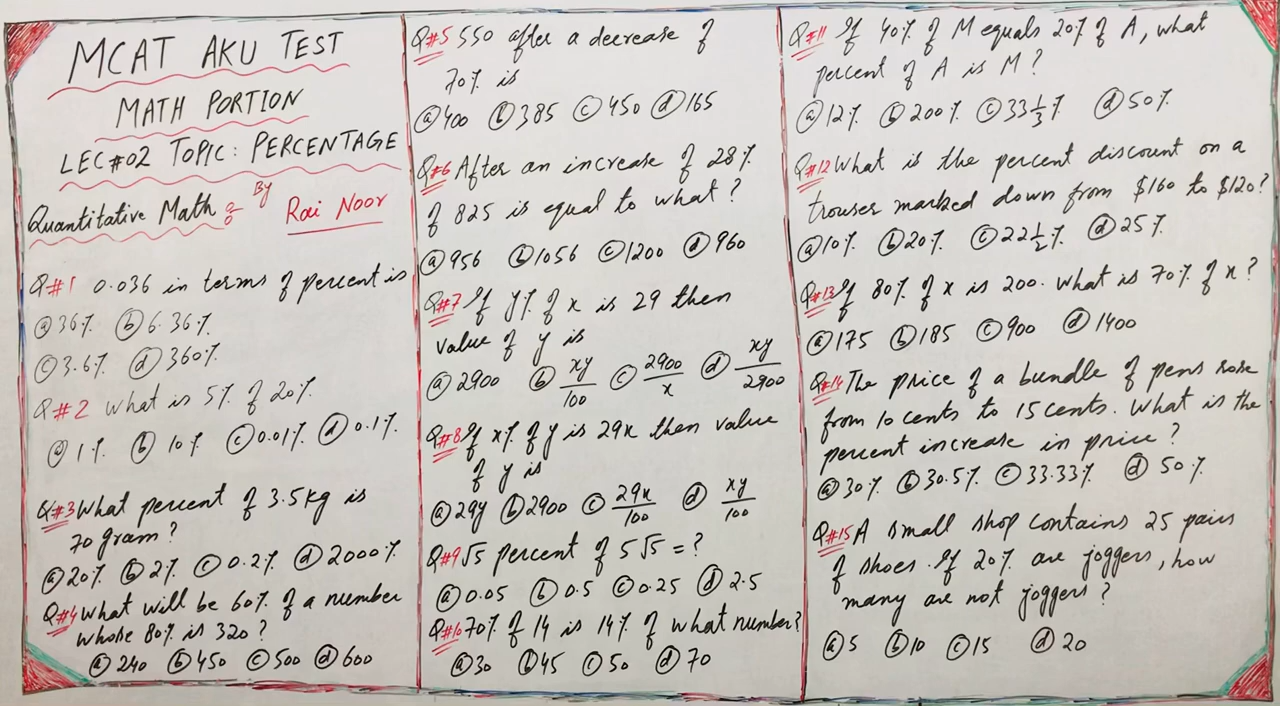 MCAT AKU TEST
MATH PORTION
LEC#02 TOPIC: PERCENTAGE
Quantitative Math By Rai Noor
Q#1 0.036 in terms of percent is
(a) 36% (b) 6.36%
(c) 3.6% (d) 360%
Q#2 What is 5% of 20%.
(a) 1% (b) 10% (c) 0.01% (d) 0.1%
Q#3 What percent of 3.5kg is
70 gram?
(a) 20% (b) 2% (c) 0.2% (d) 2000%
Q#4 What will be 60% of a number
whose 80% is 320?
(a) 240 (b) 450 (c) 500 (d) 600
Q#5 550 after a decrease of
70% is
(a) 400 (b) 385 (c) 450 (d) 165
Q#6 After an increase of 28%
of 825 is equal to what?
(a) 956 (b) 1056 (c) 1200 (d) 960
Q#7 If y% of x is 29 then
value of y is
(a) 2900 (b) xy/100 (c) 2900/x (d) xy/2900
Q#8 If x% of y is 29x then value
of y is
(a) 29y (b) 2900 (c) 29x/100 (d) xy/100
Q#9 √5 percent of 5√5 = ?
(a) 0.05 (b) 0.5 (c) 0.25 (d) 2.5
Q#10 70% of 14 is 14% of what number?
(a) 30 (b) 45 (c) 50 (d) 70
Q#11 If 40% of M equals 20% of A, what
percent of A is M?
(a) 12% (b) 200% (c) 33 1/3% (d) 50%
Q#12 What is the percent discount on a
trouser marked down from $160 to $120?
(a) 10% (b) 20% (c) 22 1/2% (d) 25%
Q#13 If 80% of x is 200. What is 70% of x?
(a) 175 (b) 185 (c) 900 (d) 1400
Q#14 The price of a bundle of pens rose
from 10 cents to 15 cents. What is the
percent increase in price?
(a) 30% (b) 30.5% (c) 33.33% (d) 50%
Q#15 A small shop contains 25 pairs
of shoes. If 20% are joggers, how
many are not joggers?
(a) 5 (b) 10 (c) 15 (d) 20